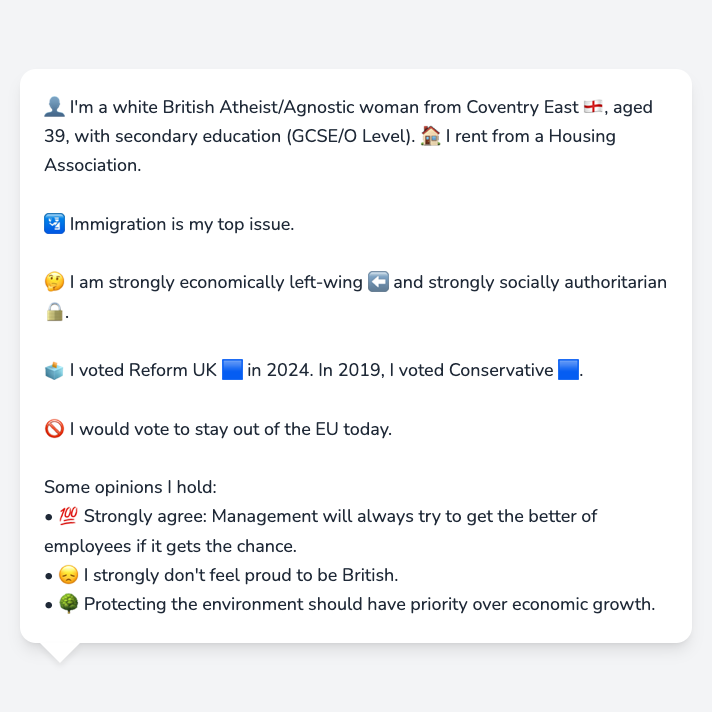 👤 I'm a white British Atheist/Agnostic woman from Coventry East 🏴󠁧󠁢󠁥󠁮󠁧󠁿, aged
39, with secondary education (GCSE/O Level). 🏠 I rent from a Housing
Association.
🛂 Immigration is my top issue.
🤔 I am strongly economically left-wing ⬅️ and strongly socially authoritarian
🔒.
🗳️ I voted Reform UK 🟦 in 2024. In 2019, I voted Conservative 🟦.
🚫 I would vote to stay out of the EU today.
Some opinions I hold:
• 💯 Strongly agree: Management will always try to get the better of
employees if it gets the chance.
• 😞 I strongly don't feel proud to be British.
• 🌳 Protecting the environment should have priority over economic growth.